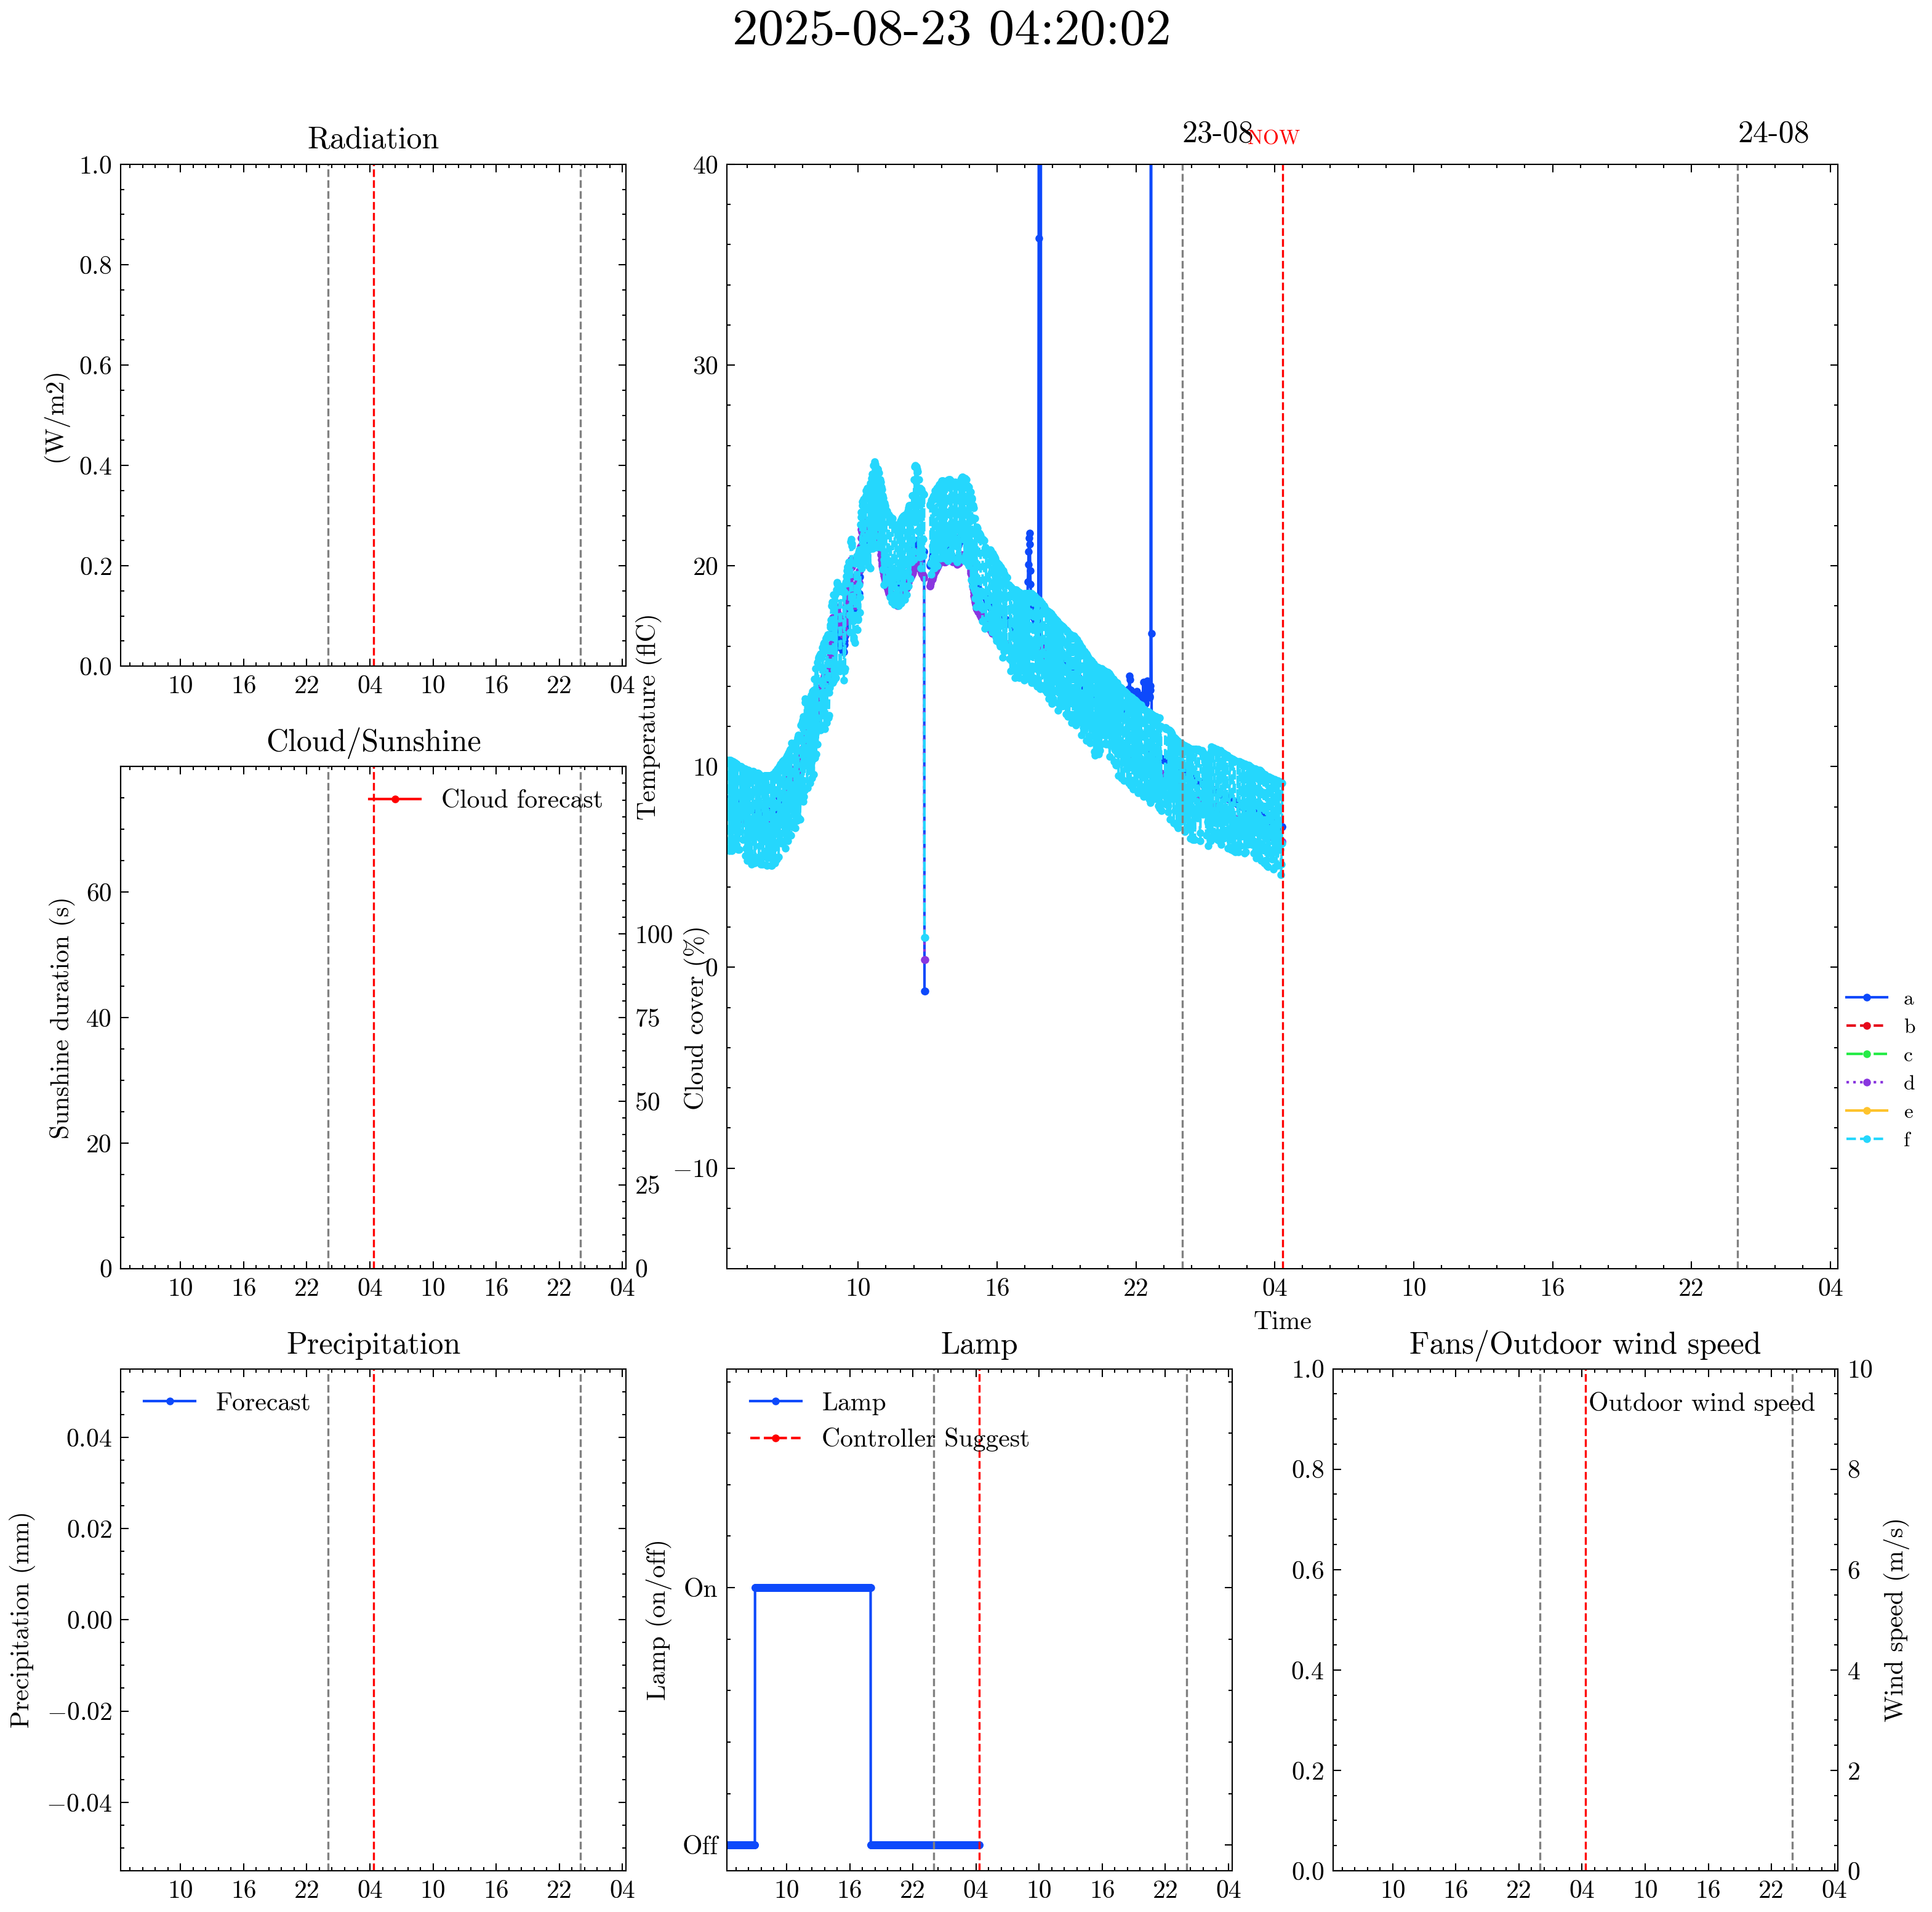 2025-08-23 04:20:02
Radiation
(W/m2)
1.0
0.8
0.6
0.4
0.2
0.0
10 16 22 04 10 16 22 04
23-08
NOW
24-08
Temperature (flC)
40
30
20
10
0
−10
10 16 22 04 10 16 22 04
Time
a
b
c
d
e
f
Cloud/Sunshine
Cloud forecast
Sunshine duration (s)
60
40
20
0
Cloud cover (%)
100
75
50
25
0
10 16 22 04 10 16 22 04
Precipitation
Forecast
Precipitation (mm)
0.04
0.02
0.00
−0.02
−0.04
10 16 22 04 10 16 22 04
Lamp
Lamp
Controller Suggest
Lamp (on/off)
On
Off
10 16 22 04 10 16 22 04
Fans/Outdoor wind speed
Outdoor wind speed
1.0
0.8
0.6
0.4
0.2
0.0
10
8
6
4
2
0
Wind speed (m/s)
10 16 22 04 10 16 22 04